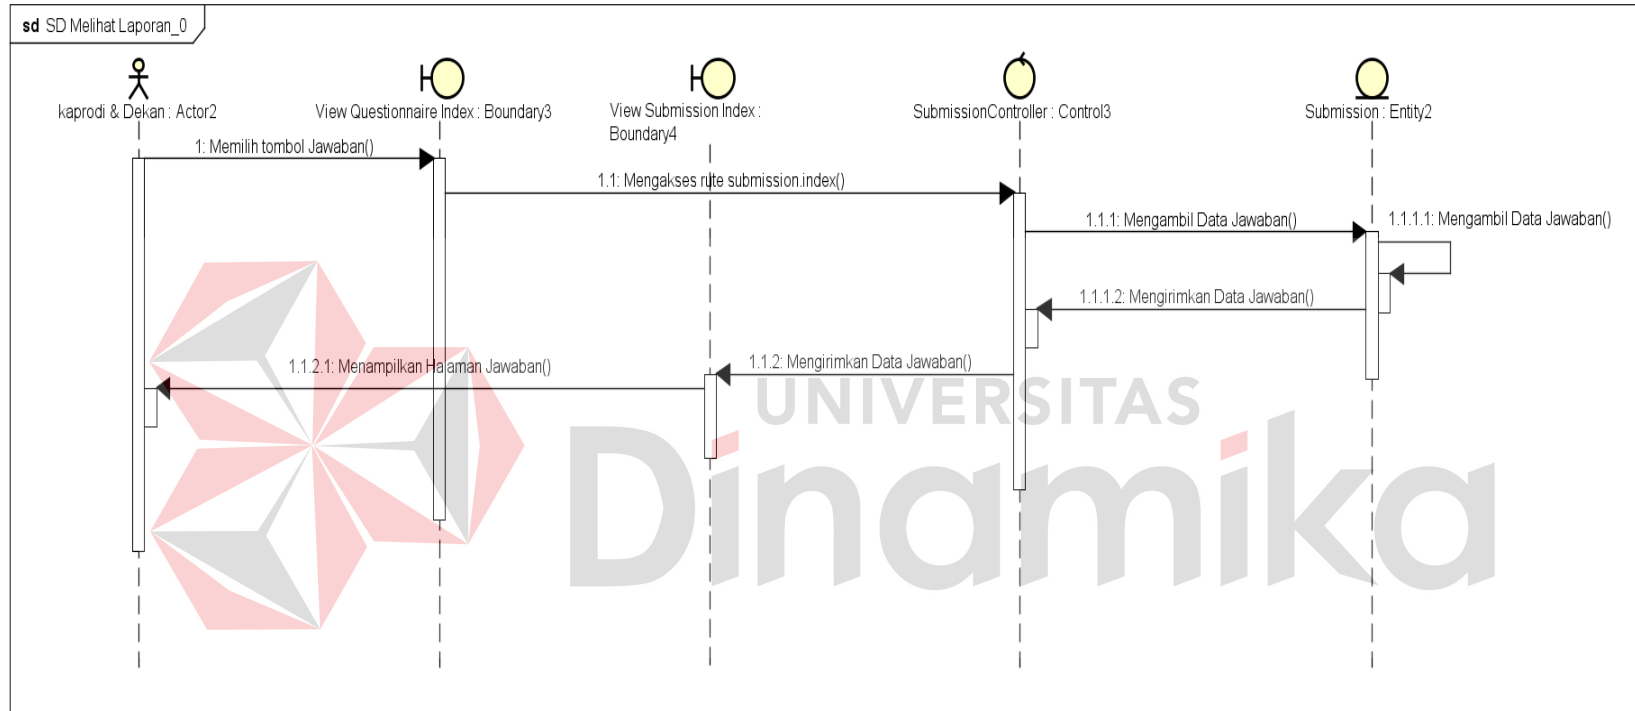 sd SD Melihat Laporan_0
kaprodi & Dekan : Actor2
View Questionnaire Index : Boundary3
View Submission Index :
Boundary4
SubmissionController : Control3
Submission : Entity2
1: Memilih tombol Jawaban()
1.1: Mengakses rute submission.index()
1.1.1: Mengambil Data Jawaban()
1.1.1.1: Mengambil Data Jawaban()
1.1.1.2: Mengirimkan Data Jawaban()
1.1.2: Mengirimkan Data Jawaban()
1.1.2.1: Menampilkan Halaman Jawaban()
UNIVERSITAS
Dinamika